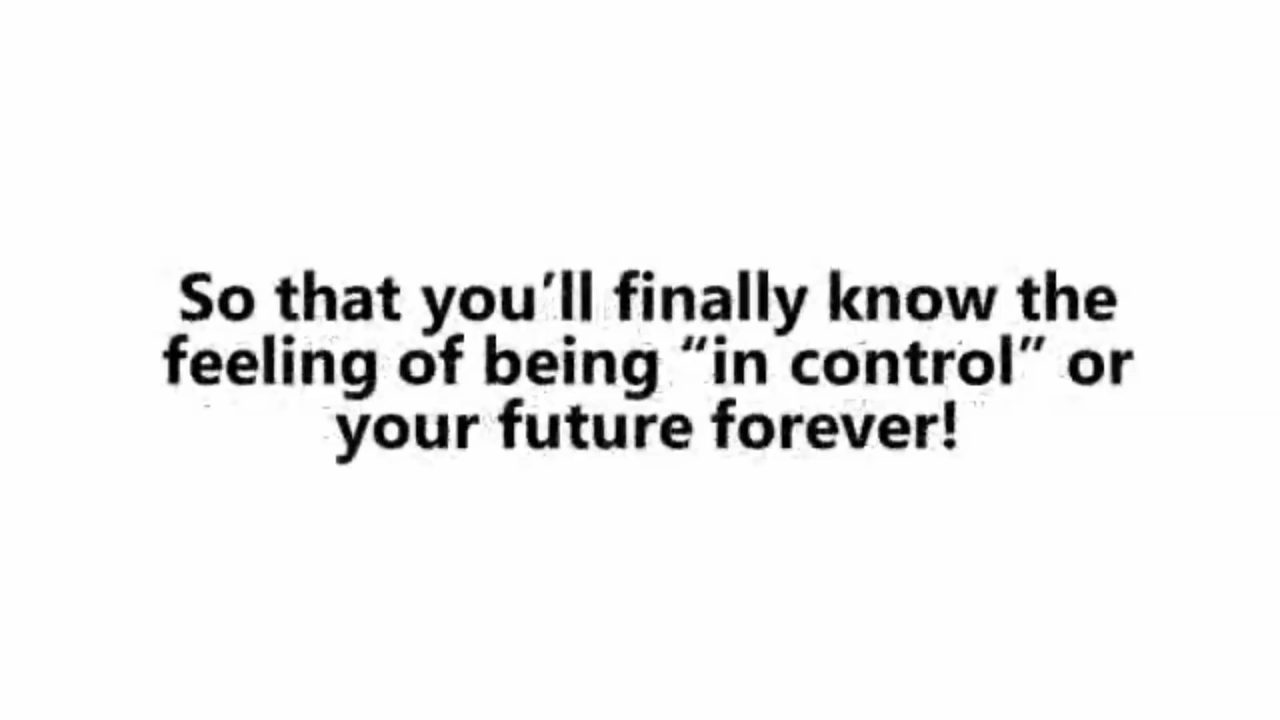 So that you’ll finally know the
feeling of being “in control” or
your future forever!